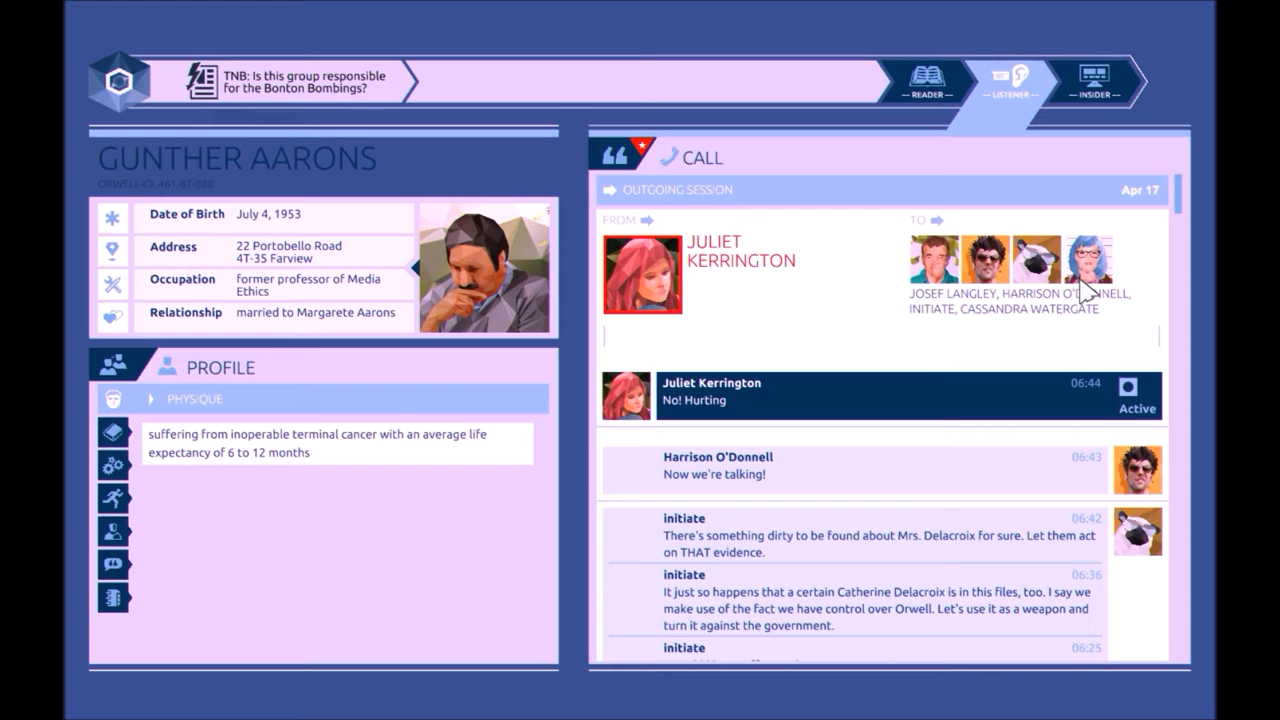 TNB: Is this group responsible
for the Bonton Bombings?
— READER —
— LISTENER —
— INSIDER —
GUNTHER AARONS
Date of Birth July 4, 1953
Address 22 Portobello Road
4T-35 Farview
Occupation former professor of Media
Ethics
Relationship married to Margarete Aarons
PROFILE
PHYSIQUE
suffering from inoperable terminal cancer with an average life
expectancy of 6 to 12 months
CALL
OUTGOING SESSION Apr 17
FROM
JULIET
KERRINGTON
TO
JOSEF LANGLEY, HARRISON O'DONNELL,
INITIATE, CASSANDRA WATERGATE
Juliet Kerrington 06:44
No! Hurting
Active
Harrison O'Donnell 06:43
Now we're talking!
initiate 06:42
There's something dirty to be found about Mrs. Delacroix for sure. Let them act
on THAT evidence.
initiate 06:36
It just so happens that a certain Catherine Delacroix is in this files, too. I say we
make use of the fact we have control over Orwell. Let's use it as a weapon and
turn it against the government.
initiate 06:25